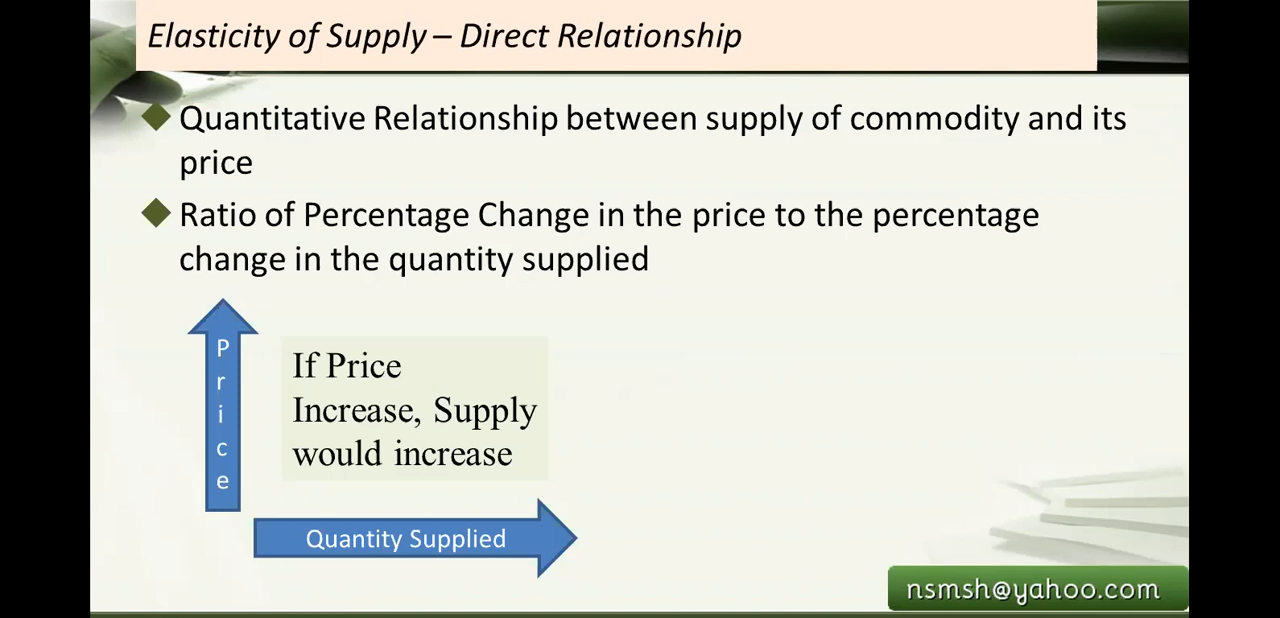 Elasticity of Supply – Direct Relationship
Quantitative Relationship between supply of commodity and its
price
Ratio of Percentage Change in the price to the percentage
change in the quantity supplied
Price
If Price
Increase, Supply
would increase
Quantity Supplied
nsmsh@yahoo.com